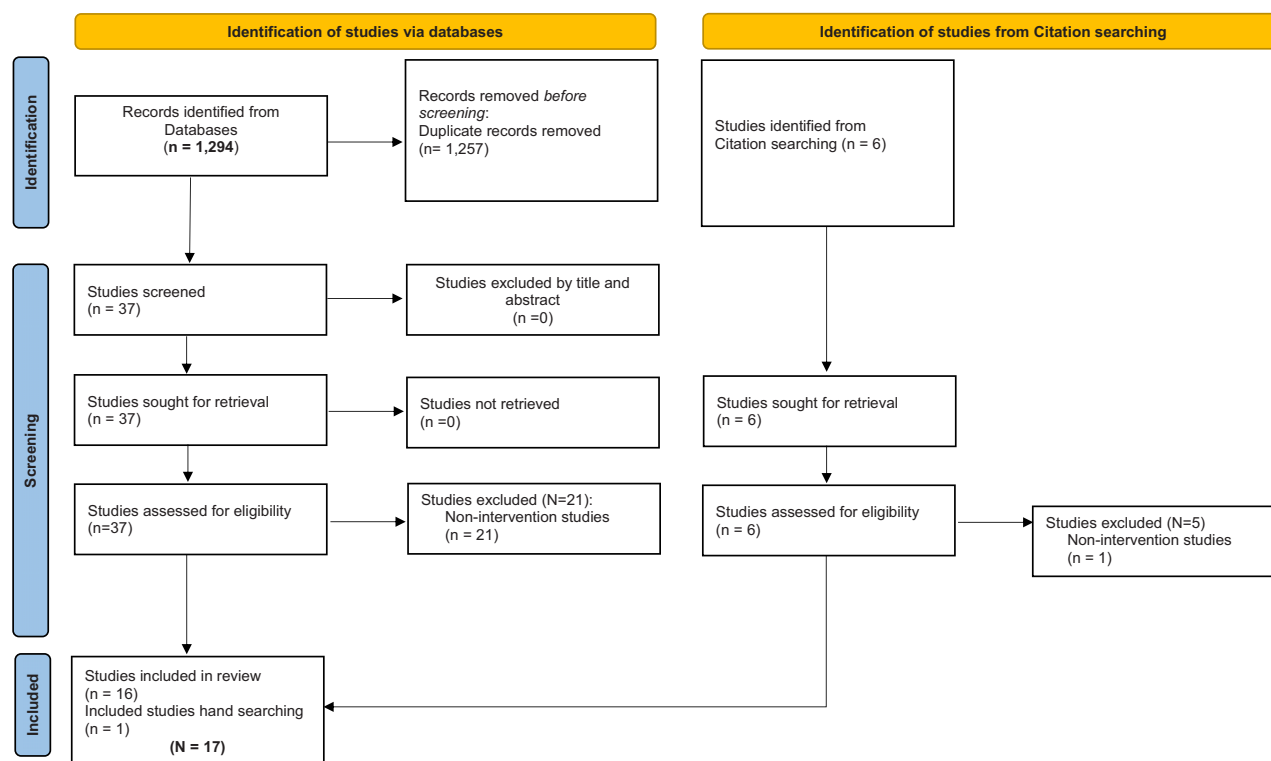 Identification of studies via databases
Identification of studies from Citation searching
Identification
Records identified from
Databases
(n = 1,294)
Records removed before
screening:
Duplicate records removed
(n= 1,257)
Studies identified from
Citation searching (n = 6)
Screening
Studies screened
(n = 37)
Studies excluded by title and
abstract
(n =0)
Studies sought for retrieval
(n = 37)
Studies not retrieved
(n =0)
Studies sought for retrieval
(n = 6)
Studies assessed for eligibility
(n=37)
Studies excluded (N=21):
Non-intervention studies
(n = 21)
Studies assessed for eligibility
(n = 6)
Studies excluded (N=5)
Non-intervention studies
(n = 1)
Included
Studies included in review
(n = 16)
Included studies hand searching
(n = 1)
(N = 17)